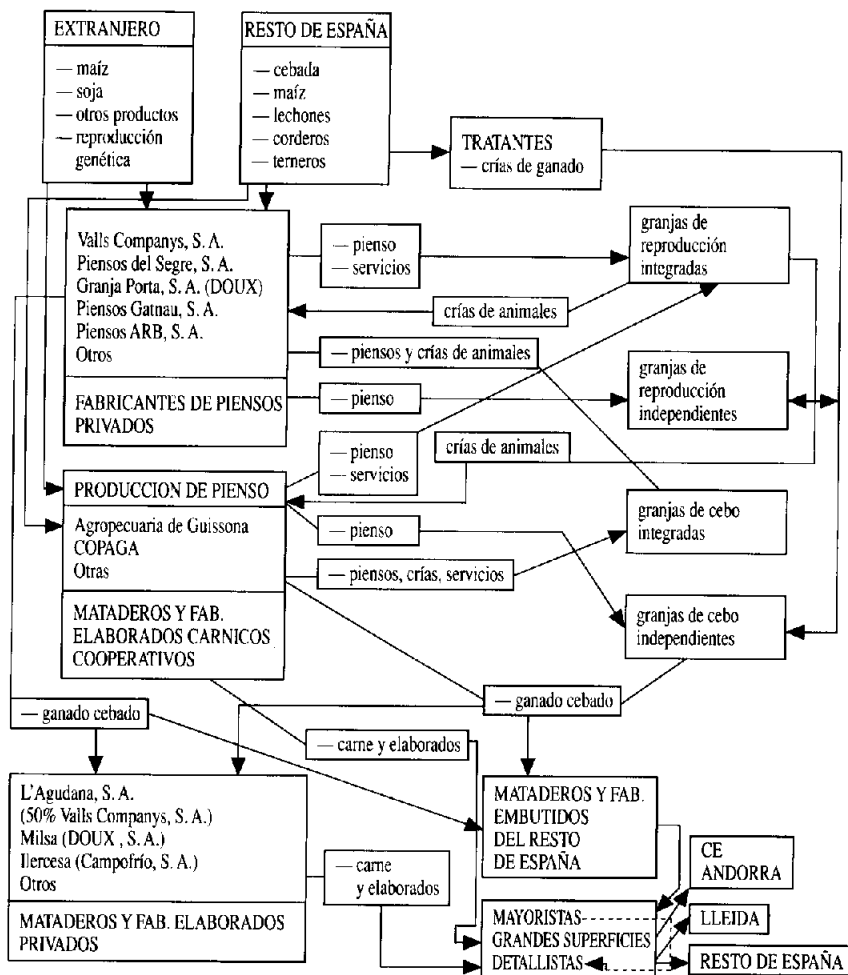 EXTRANJERO
— maíz
— soja
— otros productos
— reproducción
genética
RESTO DE ESPAÑA
— cebada
— maíz
— lechones
— corderos
— terneros
TRATANTES
— crías de ganado
Valls Companys, S. A.
Piensos del Segre, S. A.
Granja Porta, S. A. (DOUX)
Piensos Gatnau, S. A.
Piensos ARB, S. A.
Otros
FABRICANTES DE PIENSOS
PRIVADOS
— pienso
— servicios
granjas de
reproducción
integradas
crías de animales
— piensos y crías de animales
— pienso
granjas de
reproducción
independientes
— pienso
— servicios
crías de animales
PRODUCCION DE PIENSO
Agropecuaria de Guissona
COPAGA
Otras
MATADEROS Y FAB.
ELABORADOS CARNICOS
COOPERATIVOS
— pienso
— piensos, crías, servicios
granjas de cebo
integradas
granjas de cebo
independientes
— ganado cebado
— ganado cebado
— carne y elaborados
L'Agudana, S. A.
(50% Valls Companys, S. A.)
Milsa (DOUX , S. A.)
Ilercesa (Campofrío, S. A.)
Otros
MATADEROS Y FAB. ELABORADOS
PRIVADOS
— carne
y elaborados
MATADEROS Y FAB.
EMBUTIDOS
DEL RESTO
DE ESPAÑA
MAYORISTAS
GRANDES SUPERFICIES
DETALLISTAS
CE
ANDORRA
LLEIDA
RESTO DE ESPAÑA